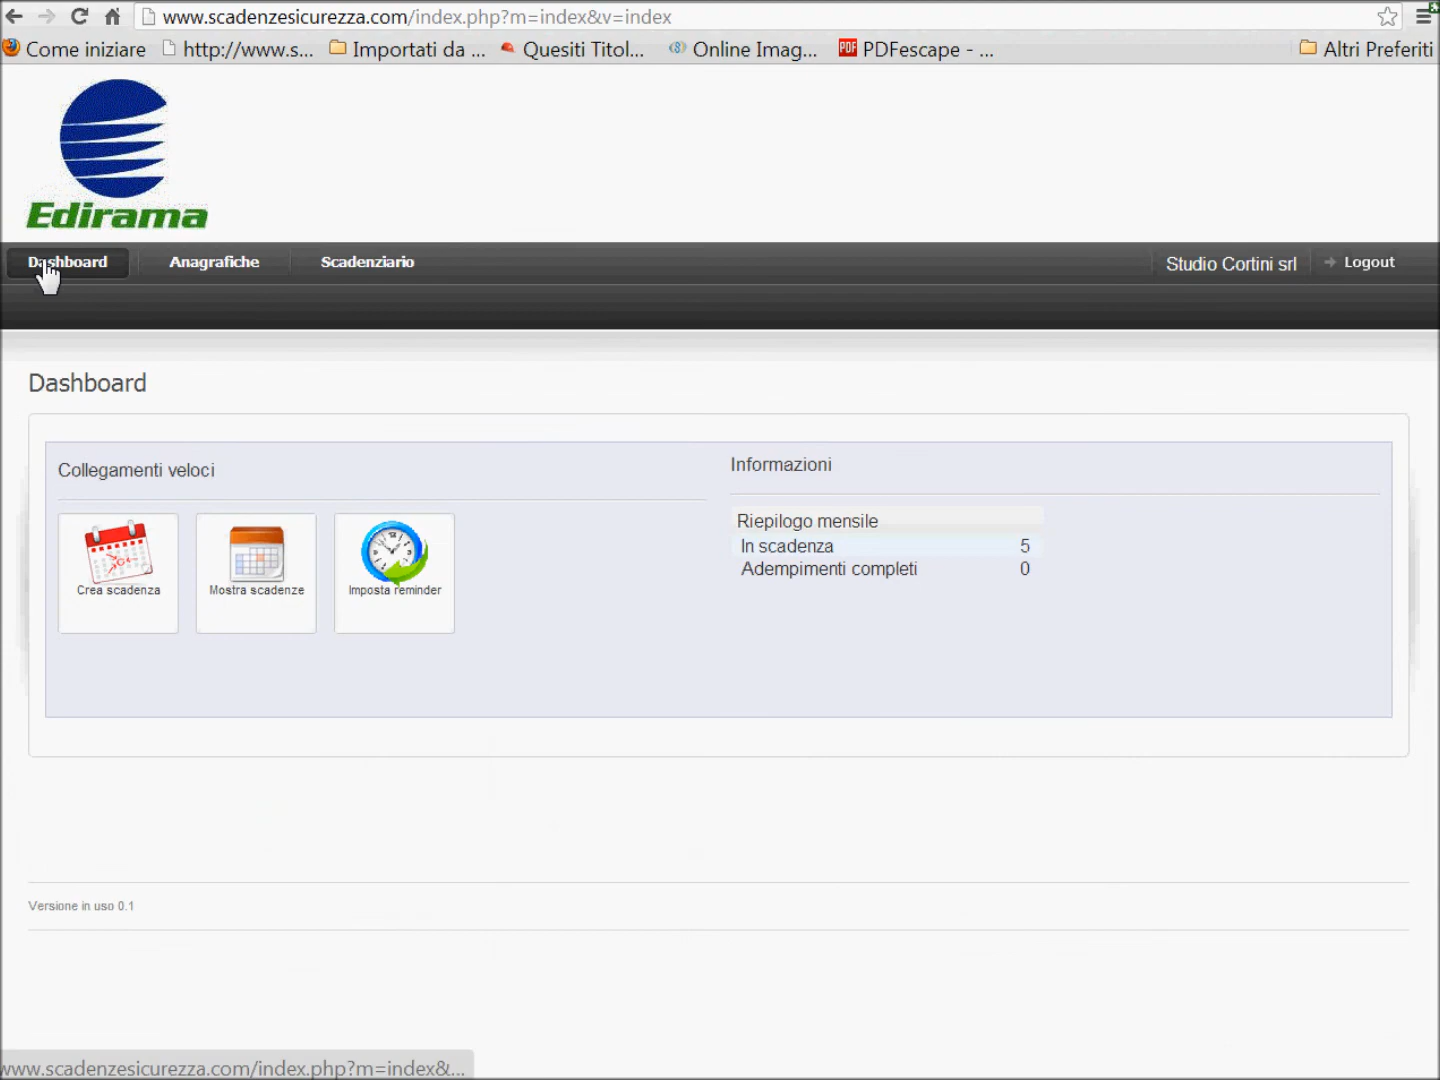 www.scadenzesicurezza.com/index.php?m=index&v=index
Come iniziare http://www.s... Importati da ... Quesiti Titol... Online Imag... PDF PDFescape - ... Altri Preferiti
Edirama
Dashboard Anagrafiche Scadenziario Studio Cortini srl Logout
Dashboard
Collegamenti veloci
Crea scadenza Mostra scadenze Imposta reminder
Informazioni
Riepilogo mensile
In scadenza 5
Adempimenti completi 0
Versione in uso 0.1
www.scadenzesicurezza.com/index.php?m=index&...